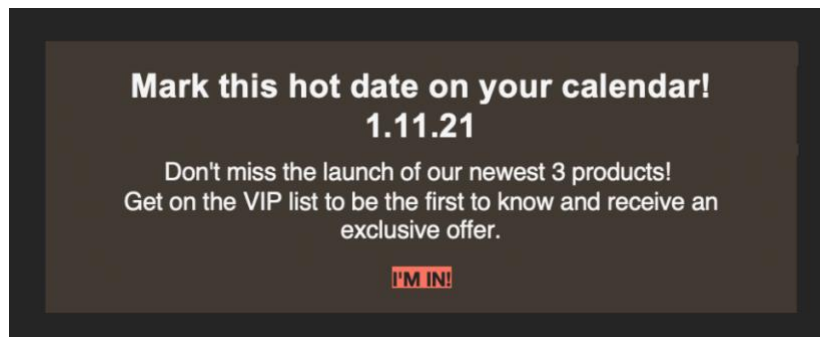 Mark this hot date on your calendar!
1.11.21
Don't miss the launch of our newest 3 products!
Get on the VIP list to be the first to know and receive an
exclusive offer.
I'M IN!